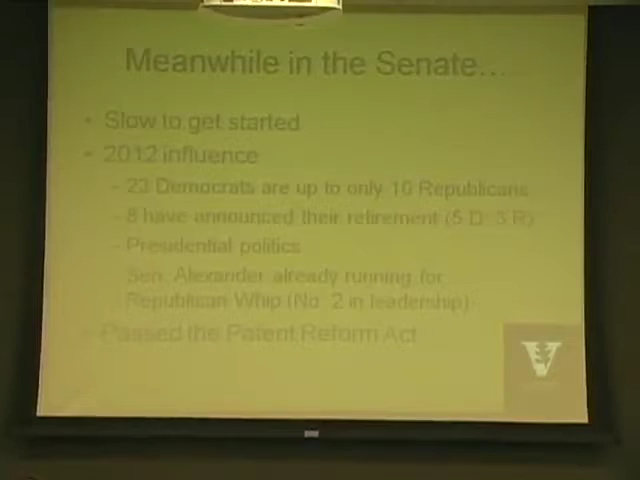 Meanwhile in the Senate...
• Slow to get started
• 2012 influence
– 23 Democrats are up to only 10 Republicans
– 8 have announced their retirement (5 D, 3 R)
– Presidential politics
Sen. Alexander already running for
Republican Whip (No. 2 in leadership)
• Passed the Patent Reform Act
V